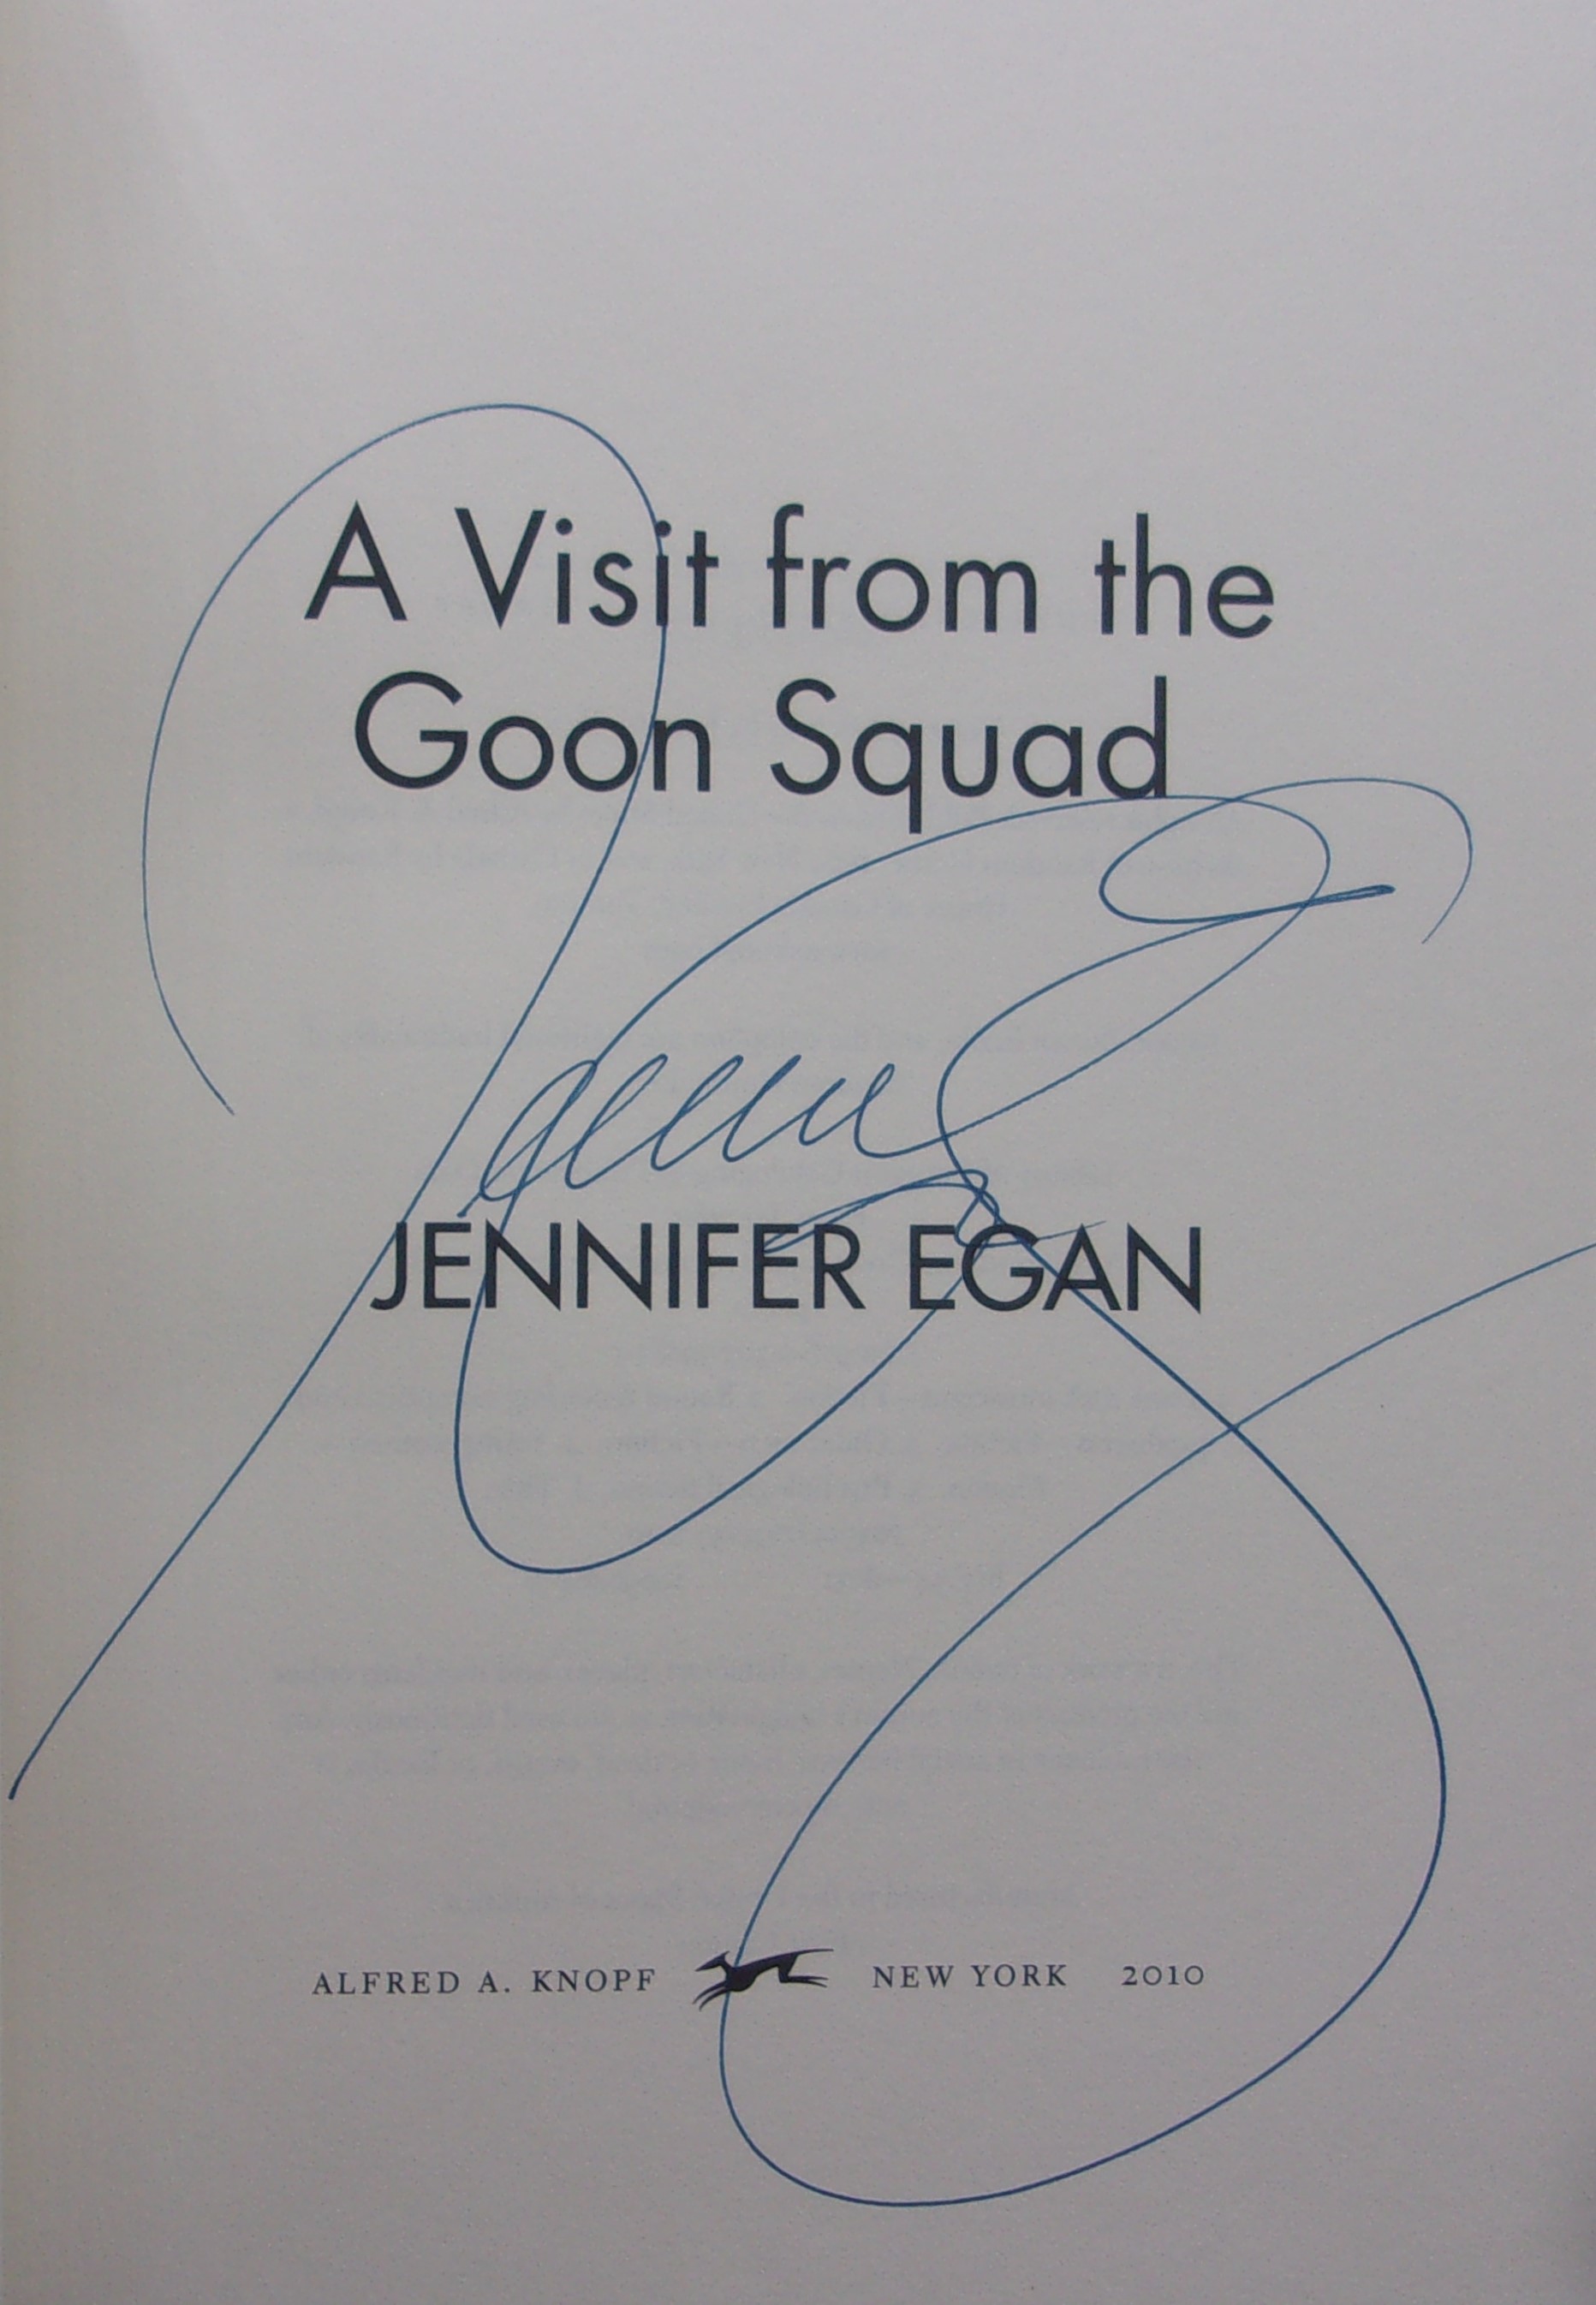 A Visit from the
Goon Squad
JENNIFER EGAN
ALFRED A. KNOPF NEW YORK 2010